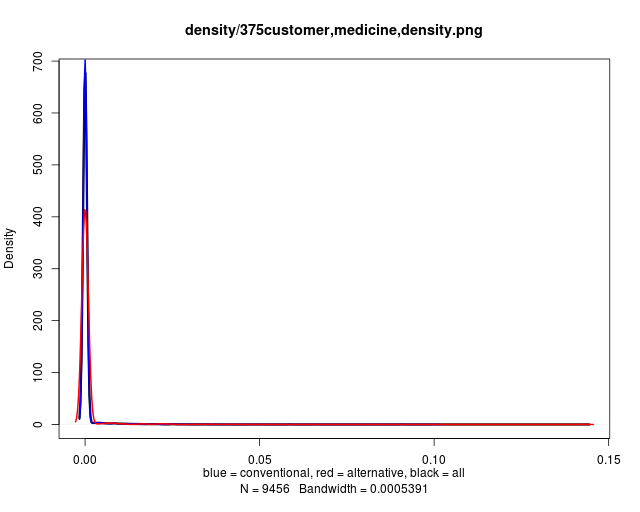 density/375customer,medicine,density.png
700
600
500
400
300
200
100
0
Density
0.00 0.05 0.10 0.15
blue = conventional, red = alternative, black = all
N = 9456 Bandwidth = 0.0005391